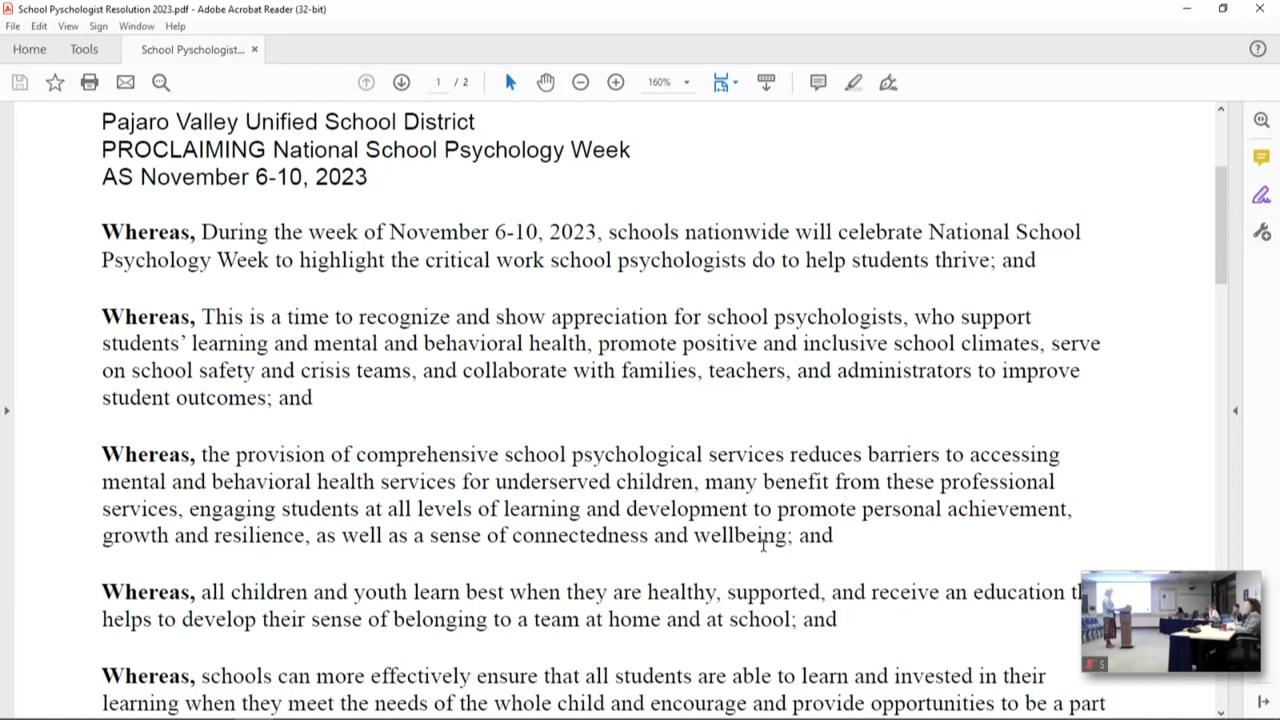 School Pyschologist Resolution 2023.pdf - Adobe Acrobat Reader (32-bit)
File Edit View Sign Window Help
Home Tools School Pyschologist... ×
1 / 2 160%
Pajaro Valley Unified School District
PROCLAIMING National School Psychology Week
AS November 6-10, 2023
Whereas, During the week of November 6-10, 2023, schools nationwide will celebrate National School
Psychology Week to highlight the critical work school psychologists do to help students thrive; and
Whereas, This is a time to recognize and show appreciation for school psychologists, who support
students’ learning and mental and behavioral health, promote positive and inclusive school climates, serve
on school safety and crisis teams, and collaborate with families, teachers, and administrators to improve
student outcomes; and
Whereas, the provision of comprehensive school psychological services reduces barriers to accessing
mental and behavioral health services for underserved children, many benefit from these professional
services, engaging students at all levels of learning and development to promote personal achievement,
growth and resilience, as well as a sense of connectedness and wellbeing; and
Whereas, all children and youth learn best when they are healthy, supported, and receive an education
helps to develop their sense of belonging to a team at home and at school; and
Whereas, schools can more effectively ensure that all students are able to learn and invested in their
learning when they meet the needs of the whole child and encourage and provide opportunities to be a part
S